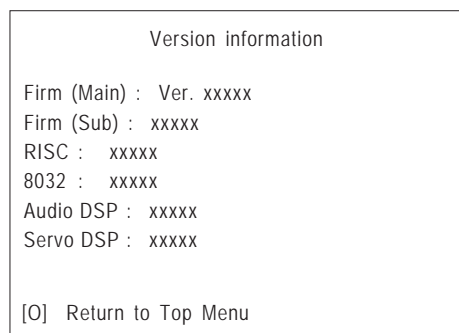 Version information
Firm (Main) : Ver. xxxxx
Firm (Sub) : xxxxx
RISC : xxxxx
8032 : xxxxx
Audio DSP : xxxxx
Servo DSP : xxxxx
[O] Return to Top Menu